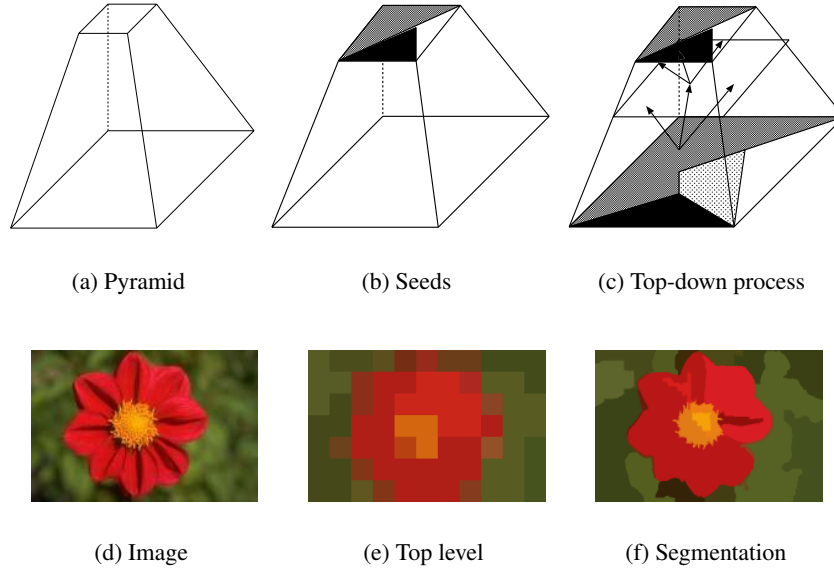 (a) Pyramid
(b) Seeds
(c) Top-down process
(d) Image
(e) Top level
(f) Segmentation